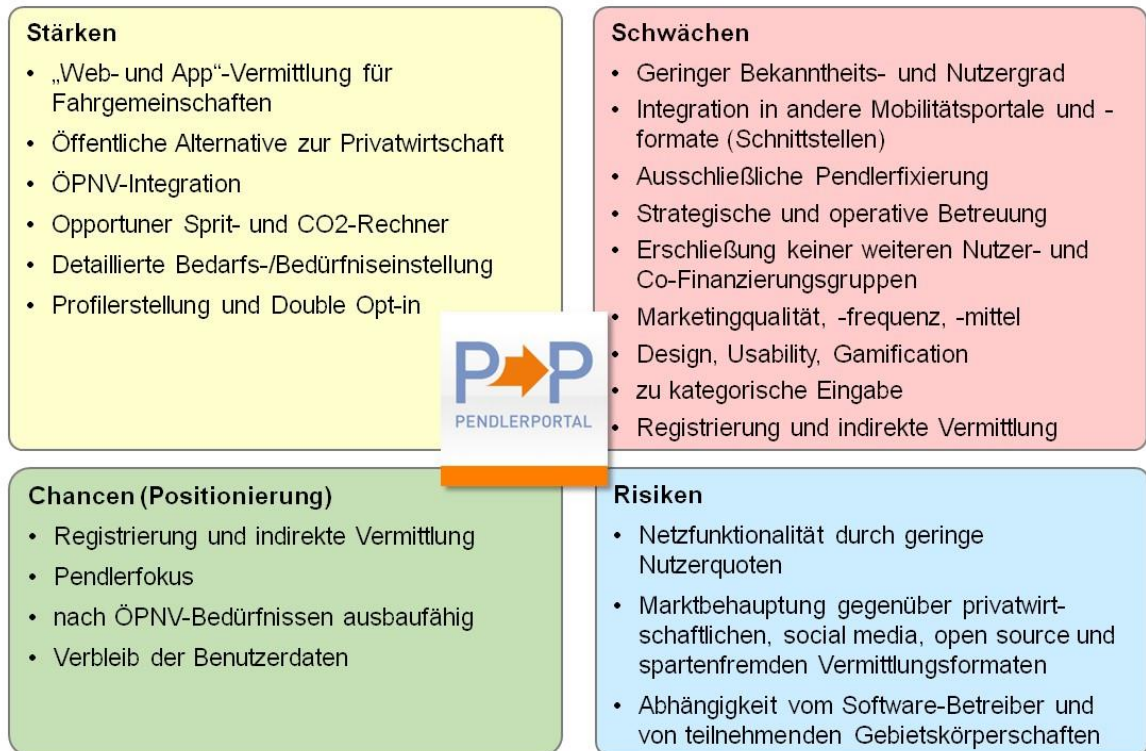 Stärken
• „Web- und App“-Vermittlung für
Fahrgemeinschaften
• Öffentliche Alternative zur Privatwirtschaft
• ÖPNV-Integration
• Opportuner Sprit- und CO2-Rechner
• Detaillierte Bedarfs-/Bedürfniseinstellung
• Profilerstellung und Double Opt-in
Schwächen
• Geringer Bekanntheits- und Nutzergrad
• Integration in andere Mobilitätsportale und -
formate (Schnittstellen)
• Ausschließliche Pendlerfixierung
• Strategische und operative Betreuung
• Erschließung keiner weiteren Nutzer- und
Co-Finanzierungsgruppen
• Marketingqualität, -frequenz, -mittel
• Design, Usability, Gamification
• zu kategorische Eingabe
• Registrierung und indirekte Vermittlung
P P
PENDLERPORTAL
Chancen (Positionierung)
• Registrierung und indirekte Vermittlung
• Pendlerfokus
• nach ÖPNV-Bedürfnissen ausbaufähig
• Verbleib der Benutzerdaten
Risiken
• Netzfunktionalität durch geringe
Nutzerquoten
• Marktbehauptung gegenüber privatwirt-
schaftlichen, social media, open source und
spartenfremden Vermittlungsformaten
• Abhängigkeit vom Software-Betreiber und
von teilnehmenden Gebietskörperschaften